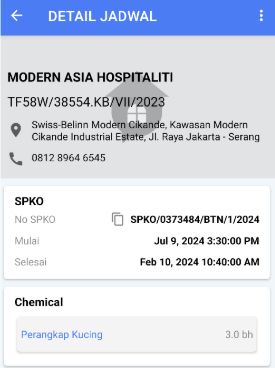 DETAIL JADWAL
MODERN ASIA HOSPITALITI
TF58W/38554.KB/VII/2023
Swiss-Belinn Modern Cikande, Kawasan Modern
Cikande Industrial Estate, Jl. Raya Jakarta - Serang
0812 8964 6545
SPKO
No SPKO SPKO/0373484/BTN/1/2024
Mulai Jul 9, 2024 3:30:00 PM
Selesai Feb 10, 2024 10:40:00 AM
Chemical
Perangkap Kucing 3.0 bh